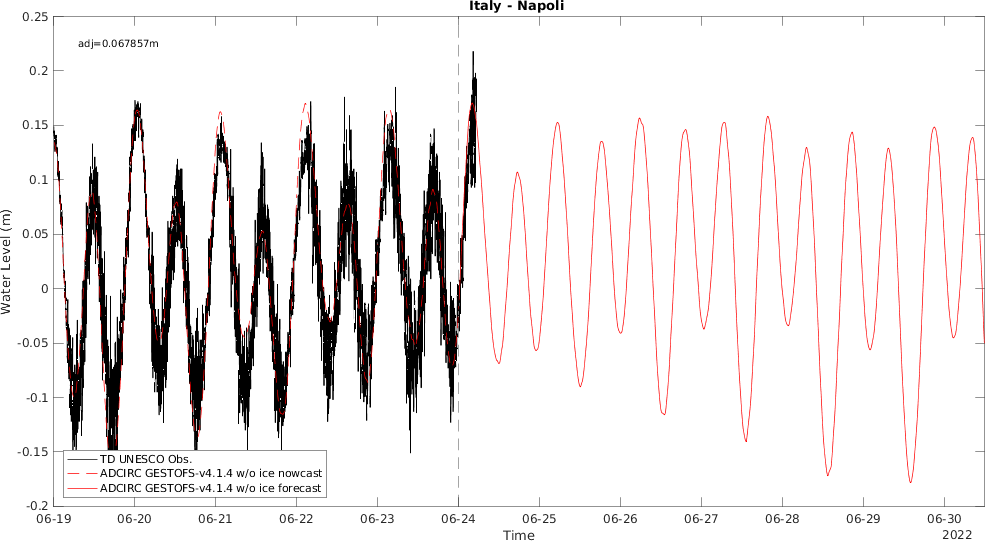 Italy - Napoli
adj=0.067857m
Water Level (m)
0.25
0.2
0.15
0.1
0.05
0
-0.05
-0.1
-0.15
-0.2
TD UNESCO Obs.
ADCIRC GESTOFS-v4.1.4 w/o ice nowcast
ADCIRC GESTOFS-v4.1.4 w/o ice forecast
06-19 06-20 06-21 06-22 06-23 06-24 06-25 06-26 06-27 06-28 06-29 06-30
Time
2022